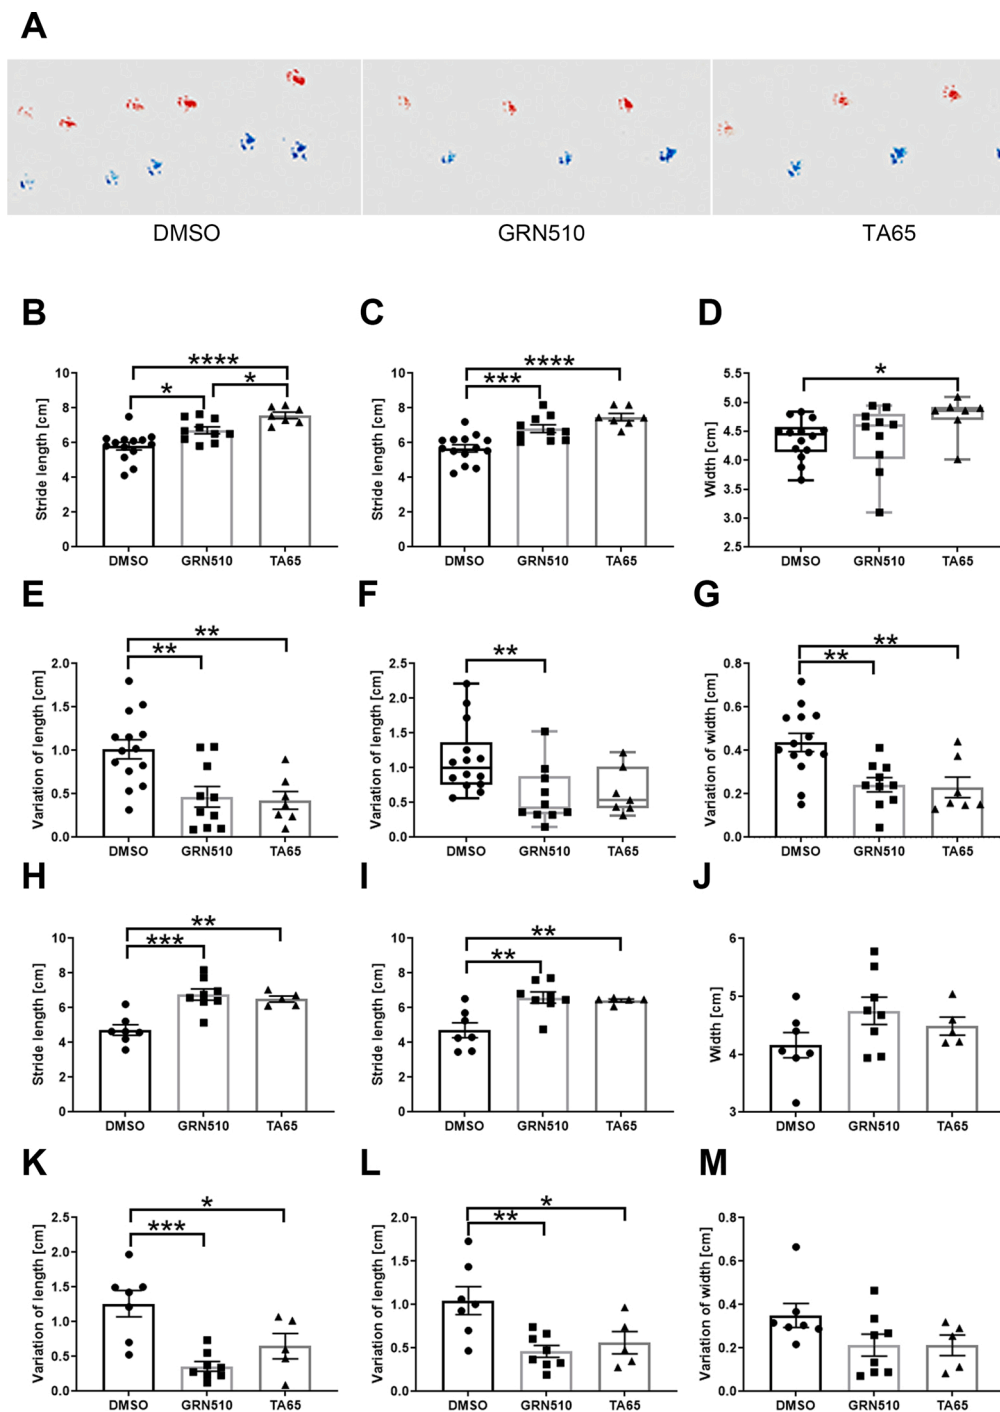 A
DMSO GRN510 TA65
B C D
**** * *
**** ***
*
Stride length [cm] 10 8 6 4 2 0 DMSO GRN510 TA65
Stride length [cm] 10 8 6 4 2 0 DMSO GRN510 TA65
Width [cm] 5.5 5.0 4.5 4.0 3.5 3.0 2.5 DMSO GRN510 TA65
E F G
** **
**
** **
Variation of length [cm] 2.0 1.5 1.0 0.5 0.0 DMSO GRN510 TA65
Variation of length [cm] 2.5 2.0 1.5 1.0 0.5 0.0 DMSO GRN510 TA65
Variation of width [cm] 0.8 0.6 0.4 0.2 0.0 DMSO GRN510 TA65
H I J
** ***
** **
Stride length [cm] 10 8 6 4 2 0 DMSO GRN510 TA65
Stride length [cm] 10 8 6 4 2 0 DMSO GRN510 TA65
Width [cm] 6 5 4 3 DMSO GRN510 TA65
K L M
* ***
* **
Variation of length [cm] 2.5 2.0 1.5 1.0 0.5 0.0 DMSO GRN510 TA65
Variation of length [cm] 2.0 1.5 1.0 0.5 0.0 DMSO GRN510 TA65
Variation of width [cm] 0.8 0.6 0.4 0.2 0.0 DMSO GRN510 TA65